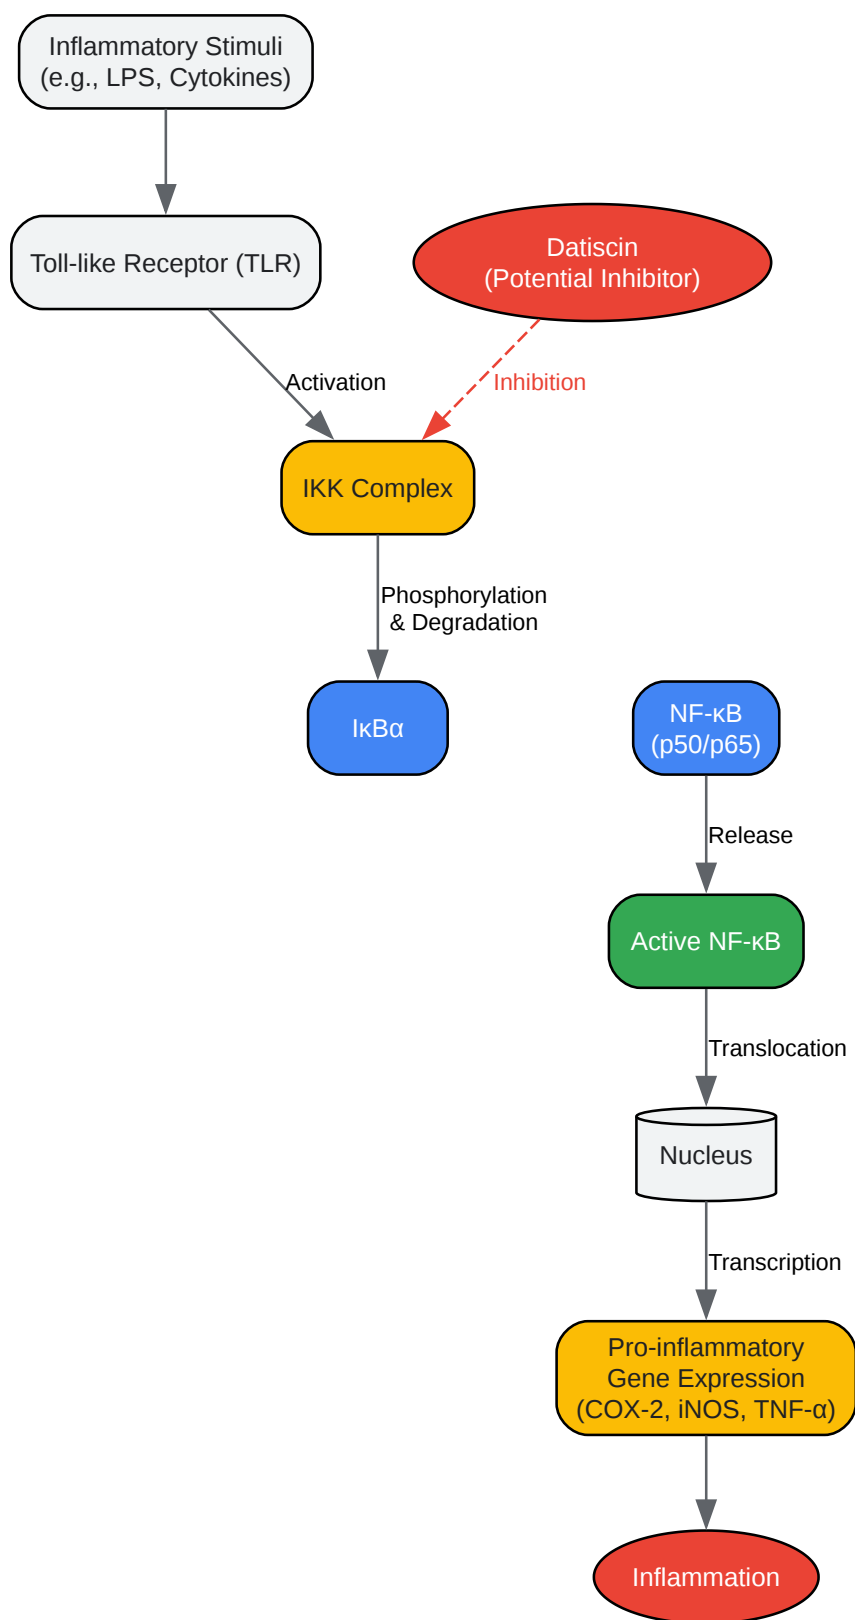 Inflammatory Stimuli
(e.g., LPS, Cytokines)
Toll-like Receptor (TLR)
Datiscin
(Potential Inhibitor)
Activation
Inhibition
IKK Complex
Phosphorylation
& Degradation
IκBα
NF-κB
(p50/p65)
Release
Active NF-κB
Translocation
Nucleus
Transcription
Pro-inflammatory
Gene Expression
(COX-2, iNOS, TNF-α)
Inflammation